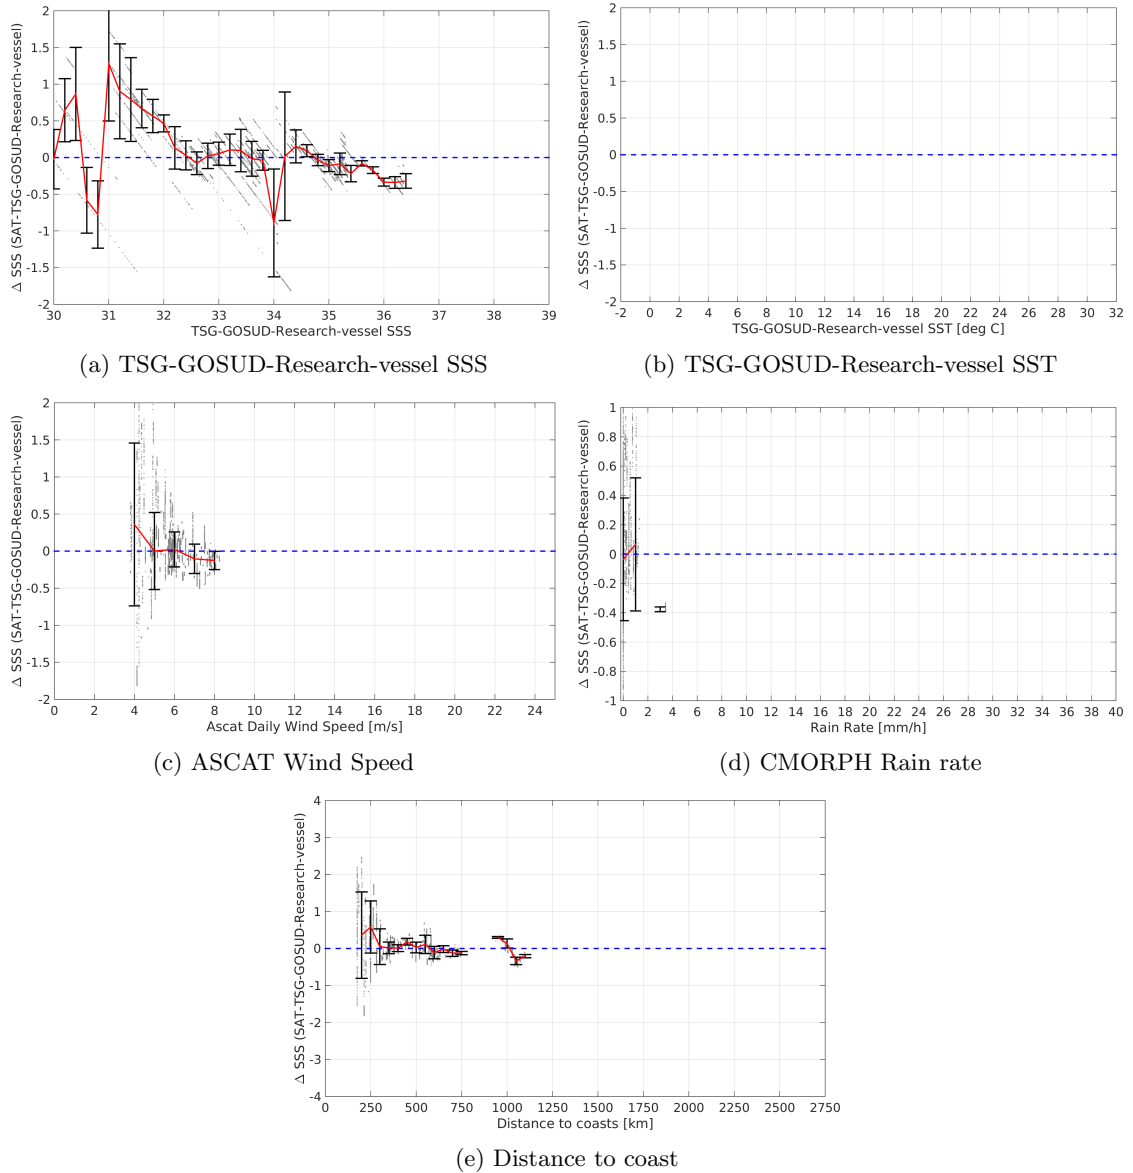 2
1.5
1
0.5
0
-0.5
-1
-1.5
-2
Δ SSS (SAT-TSG-GOSUD-Research-vessel)
30 31 32 33 34 35 36 37 38 39
TSG-GOSUD-Research-vessel SSS
(a) TSG-GOSUD-Research-vessel SSS
2
1.5
1
0.5
0
-0.5
-1
-1.5
-2
Δ SSS (SAT-TSG-GOSUD-Research-vessel)
-2 0 2 4 6 8 10 12 14 16 18 20 22 24 26 28 30 32
TSG-GOSUD-Research-vessel SST [deg C]
(b) TSG-GOSUD-Research-vessel SST
2
1.5
1
0.5
0
-0.5
-1
-1.5
-2
Δ SSS (SAT-TSG-GOSUD-Research-vessel)
0 2 4 6 8 10 12 14 16 18 20 22 24
Ascat Daily Wind Speed [m/s]
(c) ASCAT Wind Speed
1
0.8
0.6
0.4
0.2
0
-0.2
-0.4
-0.6
-0.8
-1
Δ SSS (SAT-TSG-GOSUD-Research-vessel)
0 2 4 6 8 10 12 14 16 18 20 22 24 26 28 30 32 34 36 38 40
Rain Rate [mm/h]
(d) CMORPH Rain rate
4
3
2
1
0
-1
-2
-3
-4
Δ SSS (SAT-TSG-GOSUD-Research-vessel)
0 250 500 750 1000 1250 1500 1750 2000 2250 2500 2750
Distance to coasts [km]
(e) Distance to coast